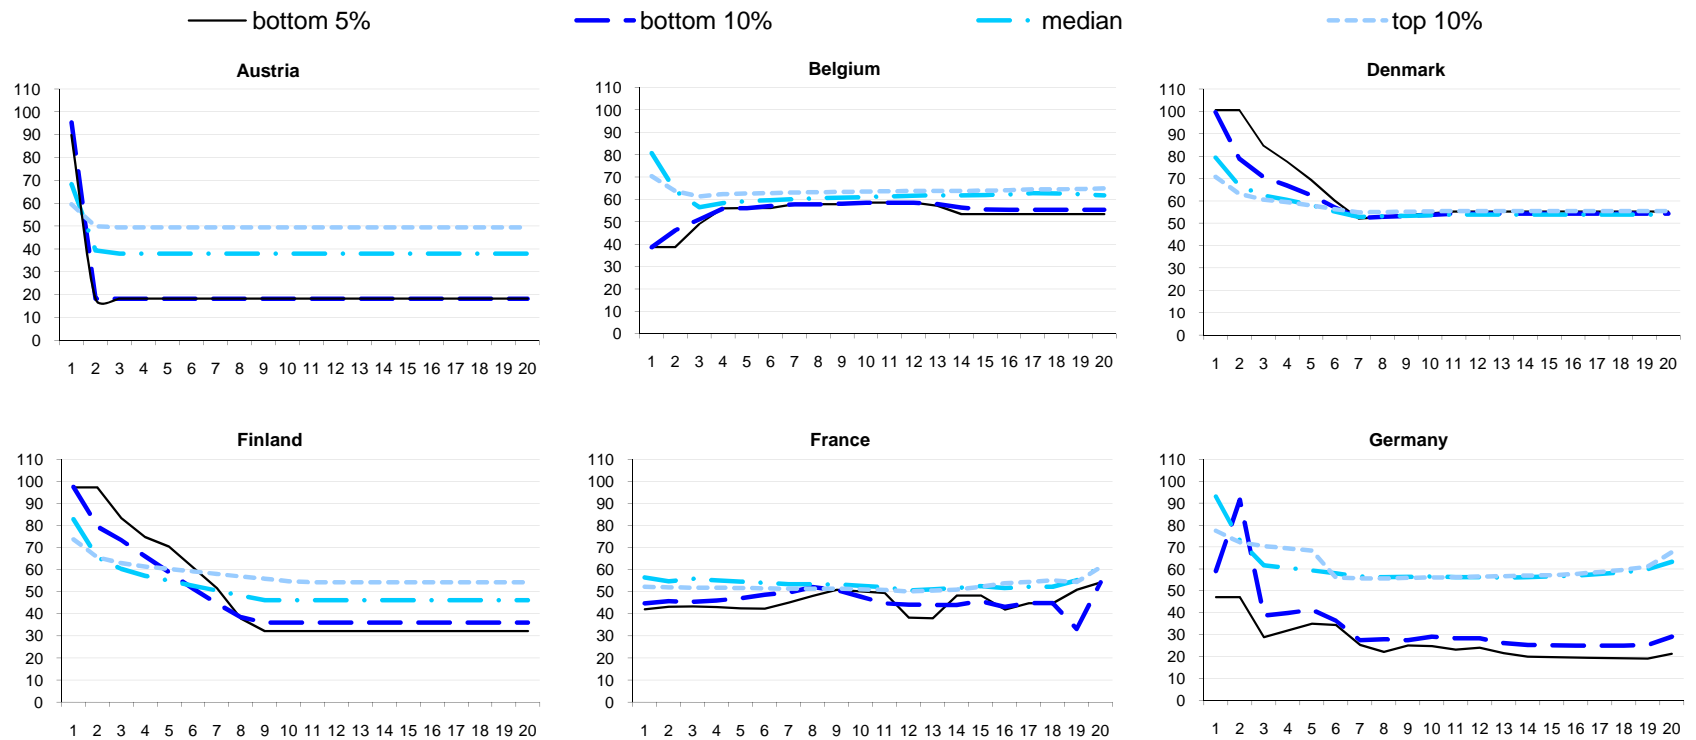 bottom 5% bottom 10% median top 10%
Austria Belgium Denmark
110 110 110
100 100 100
90 90 90
80 80 80
70 70 70
60 60 60
50 50 50
40 40 40
30 30 30
20 20 20
10 10 10
0 0 0
1 2 3 4 5 6 7 8 9 10 11 12 13 14 15 16 17 18 19 20 1 2 3 4 5 6 7 8 9 10 11 12 13 14 15 16 17 18 19 20 1 2 3 4 5 6 7 8 9 10 11 12 13 14 15 16 17 18 19 20
Finland France Germany
110 110 110
100 100 100
90 90 90
80 80 80
70 70 70
60 60 60
50 50 50
40 40 40
30 30 30
20 20 20
10 10 10
0 0 0
1 2 3 4 5 6 7 8 9 10 11 12 13 14 15 16 17 18 19 20 1 2 3 4 5 6 7 8 9 10 11 12 13 14 15 16 17 18 19 20 1 2 3 4 5 6 7 8 9 10 11 12 13 14 15 16 17 18 19 20